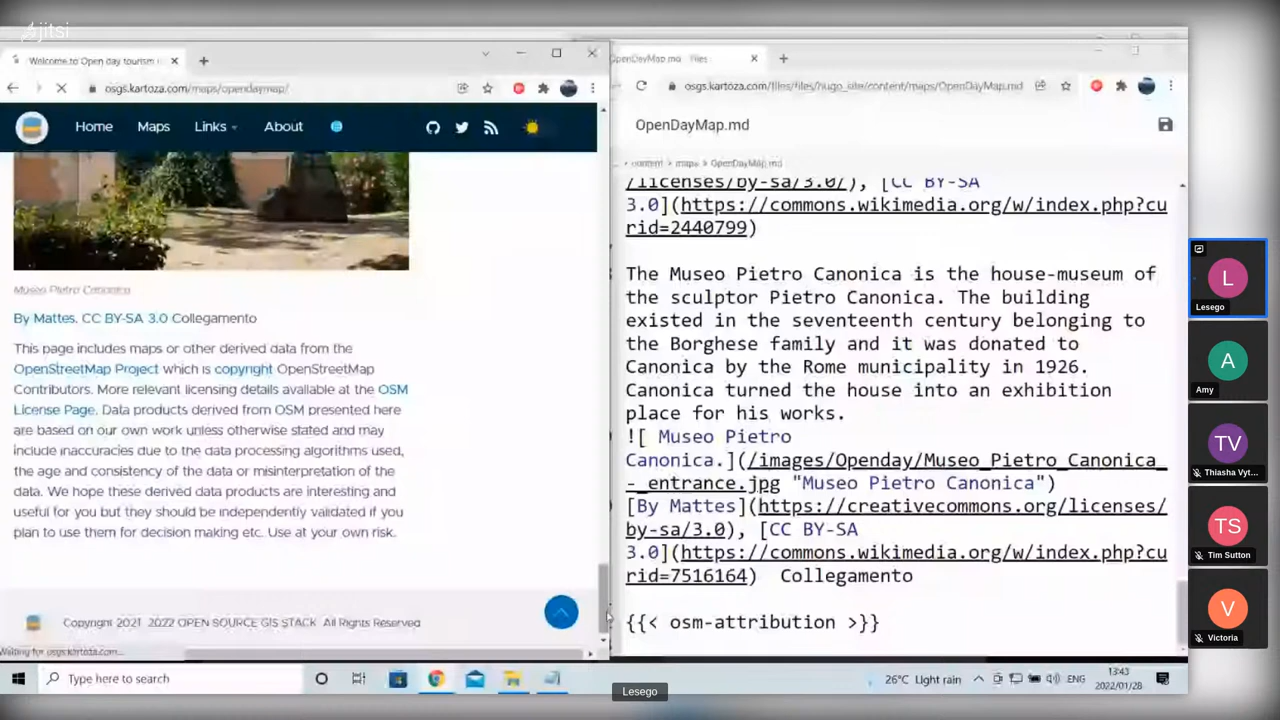 jitsi
Welcome to Open day tourism
osgs.kartoza.com/maps/opendaymap/
Home Maps Links About
Museo Pietro Canonica
By Mattes. CC BY-SA 3.0 Collegamento
This page includes maps or other derived data from the
OpenStreetMap Project which is copyright OpenStreetMap
Contributors. More relevant licensing details available at the OSM
License Page. Data products derived from OSM presented here
are based on our own work unless otherwise stated and may
include inaccuracies due to the data processing algorithms used,
the age and consistency of the data or misinterpretation of the
data. We hope these derived data products are interesting and
useful for you but they should be independently validated if you
plan to use them for decision making etc. Use at your own risk.
Copyright 2021, 2022 OPEN SOURCE GIS STACK. All Rights Reserved
Waiting for osgs.kartoza.com...
OpenDayMap.md Files
osgs.kartoza.com/files/files/hugo_site/content/maps/OpenDayMap.md
OpenDayMap.md
... content maps OpenDayMap.md
/licenses/by-sa/3.0/), [CC BY-SA
3.0](https://commons.wikimedia.org/w/index.php?cu
rid=2440799)
The Museo Pietro Canonica is the house-museum of
the sculptor Pietro Canonica. The building
existed in the seventeenth century belonging to
the Borghese family and it was donated to
Canonica by the Rome municipality in 1926.
Canonica turned the house into an exhibition
place for his works.
![ Museo Pietro
Canonica.](/images/Openday/Museo_Pietro_Canonica_
-_entrance.jpg "Museo Pietro Canonica")
[By Mattes](https://creativecommons.org/licenses/
by-sa/3.0), [CC BY-SA
3.0](https://commons.wikimedia.org/w/index.php?cu
rid=7516164) Collegamento
{{< osm-attribution >}}
L
Lesego
A
Amy
TV
Thiasha Vyt...
TS
Tim Sutton
V
Victoria
Type here to search
26°C Light rain
ENG
13:43
2022/01/28
Lesego